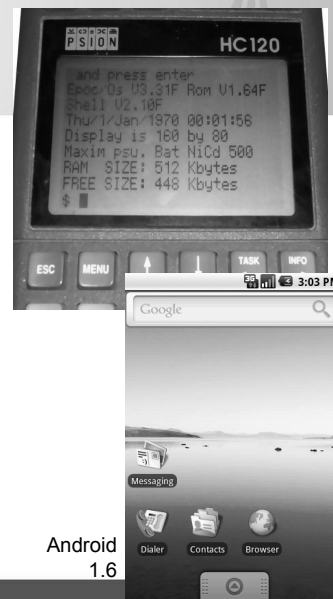 PSION
HC120
and press enter
Epoc/Os V3.31F Rom V1.64F
Shell V2.10F
Thu/1/Jan/1970 00:01:56
Display is 160 by 80
Maxim psu. Bat NiCd 500
RAM SIZE: 512 Kbytes
FREE SIZE: 448 Kbytes
$
ESC
MENU
TASK
INFO
3G
3:03 PM
Google
Messaging
Dialer
Contacts
Browser
Android
1.6